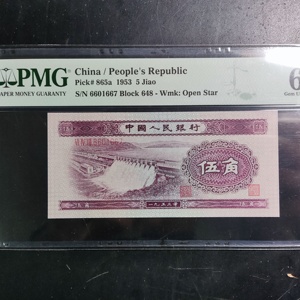 PMG
PAPER MONEY GUARANTY
China / People's Republic
Pick# 865a 1953 5 Jiao
S/N 6601667 Block 648 - Wmk: Open Star
6
中國人民銀行
伍角
一九五三年